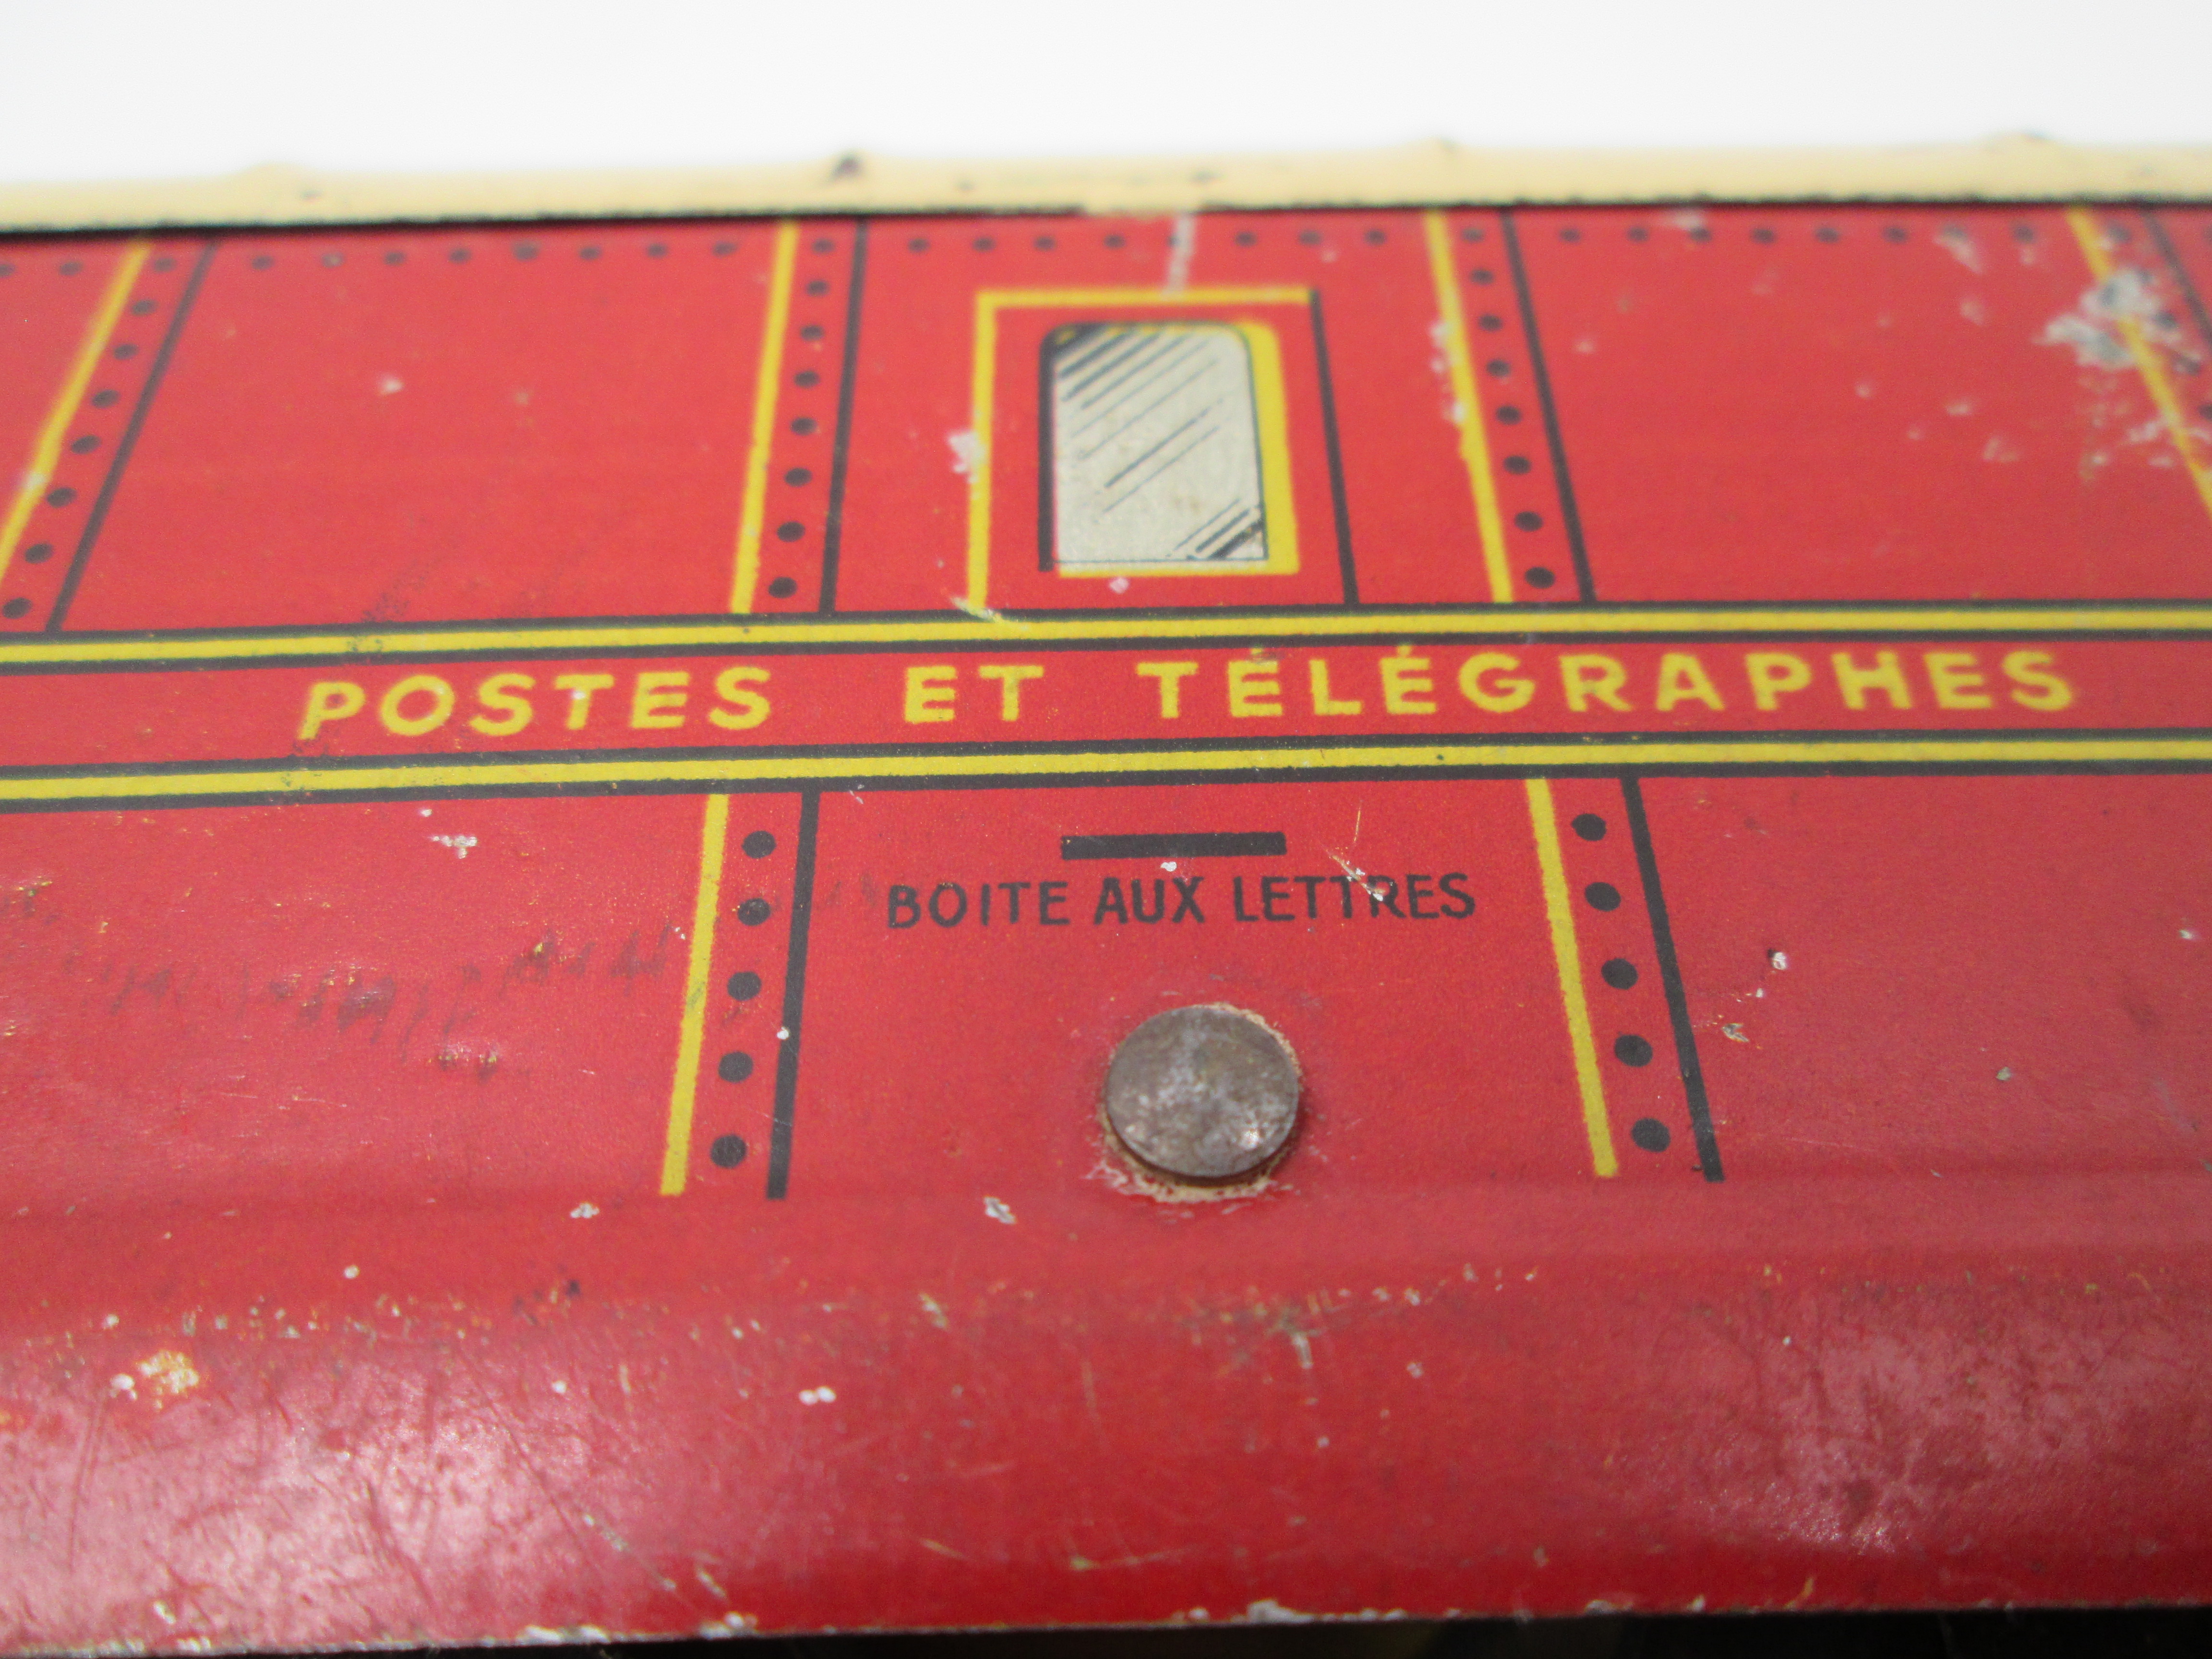 POSTES ET TÉLÉGRAPHES
BOITE AUX LETTRES